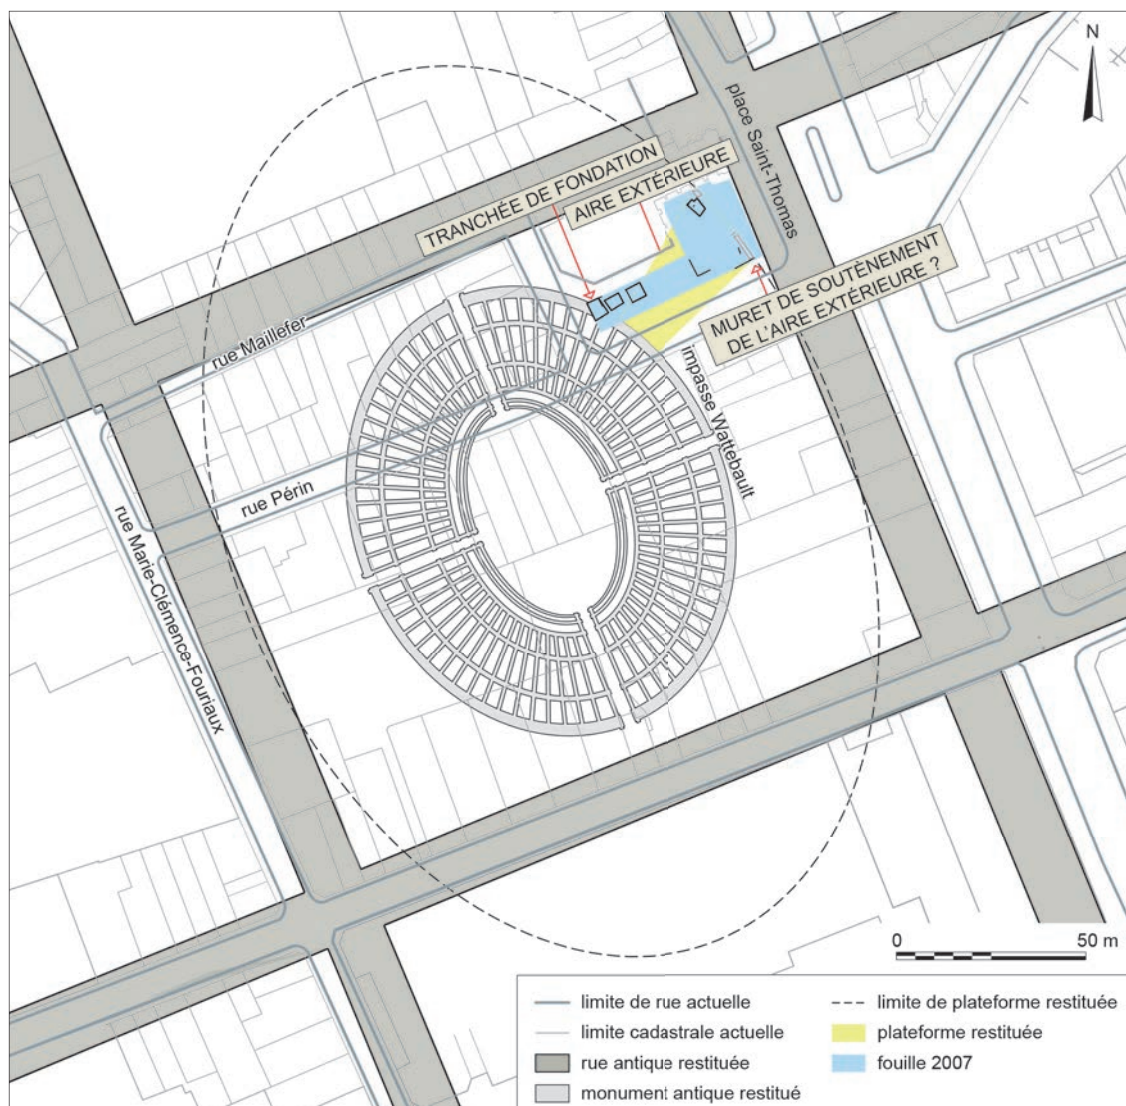 N
place Saint-Thomas
TRANCHÉE DE FONDATION
AIRE EXTÉRIEURE
MURET DE SOUTÈNEMENT
DE L'AIRE EXTÉRIEURE ?
rue Maillefer
impasse Wattebault
rue Périn
rue Marie-Clémence-Fouriaux
0 50 m
limite de rue actuelle
limite cadastrale actuelle
rue antique restituée
monument antique restitué
limite de plateforme restituée
plateforme restituée
fouille 2007